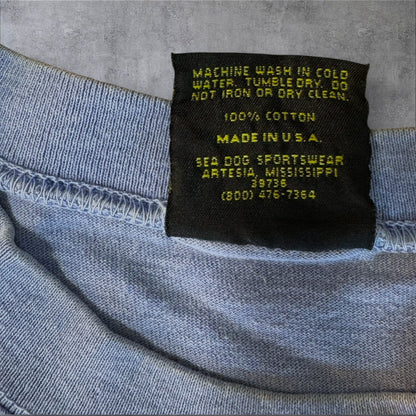 MACHINE WASH IN COLD
WATER. TUMBLE DRY. DO
NOT IRON OR DRY CLEAN.
100% COTTON
MADE IN U.S.A.
SEA DOG SPORTSWEAR
ARTESIA, MISSISSIPPI
39736
(800) 476-7364